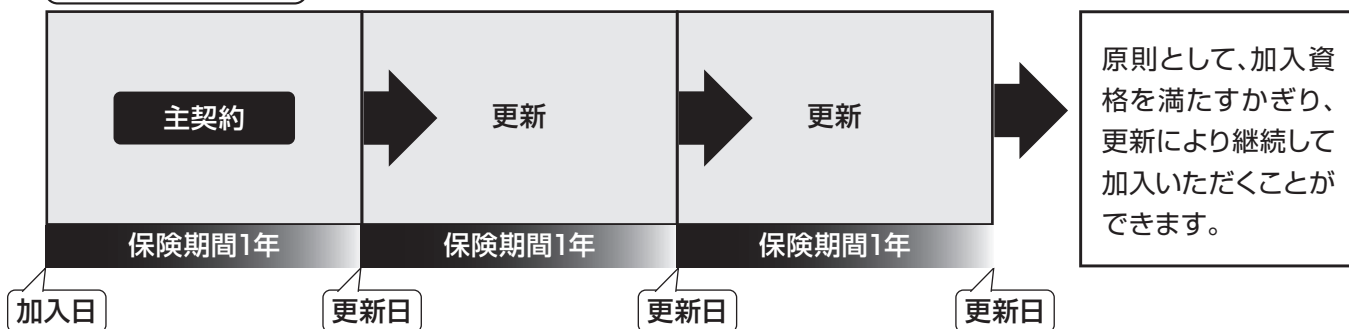 主契約
更新
更新
原則として、加入資
格を満たすかぎり、
更新により継続して
加入いただくことが
できます。
保険期間1年
保険期間1年
保険期間1年
加入日
更新日
更新日
更新日